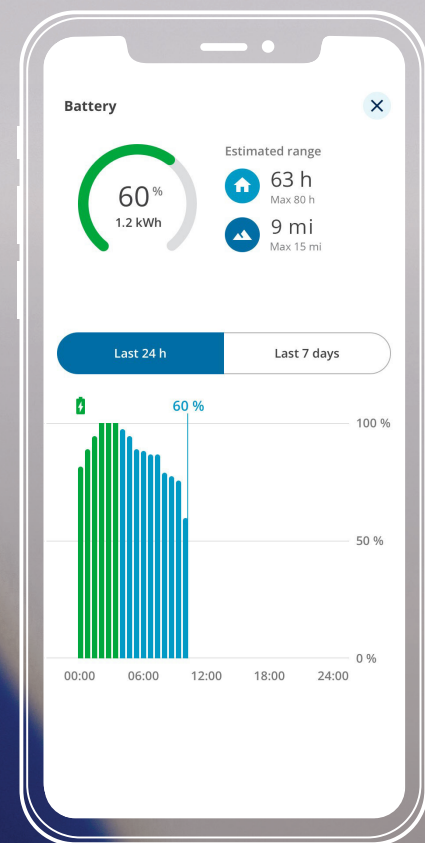 Battery
60 %
1.2 kWh
Estimated range
63 h
Max 80 h
9 mi
Max 15 mi
Last 24 h
Last 7 days
60 %
100 %
50 %
0 %
00:00 06:00 12:00 18:00 24:00